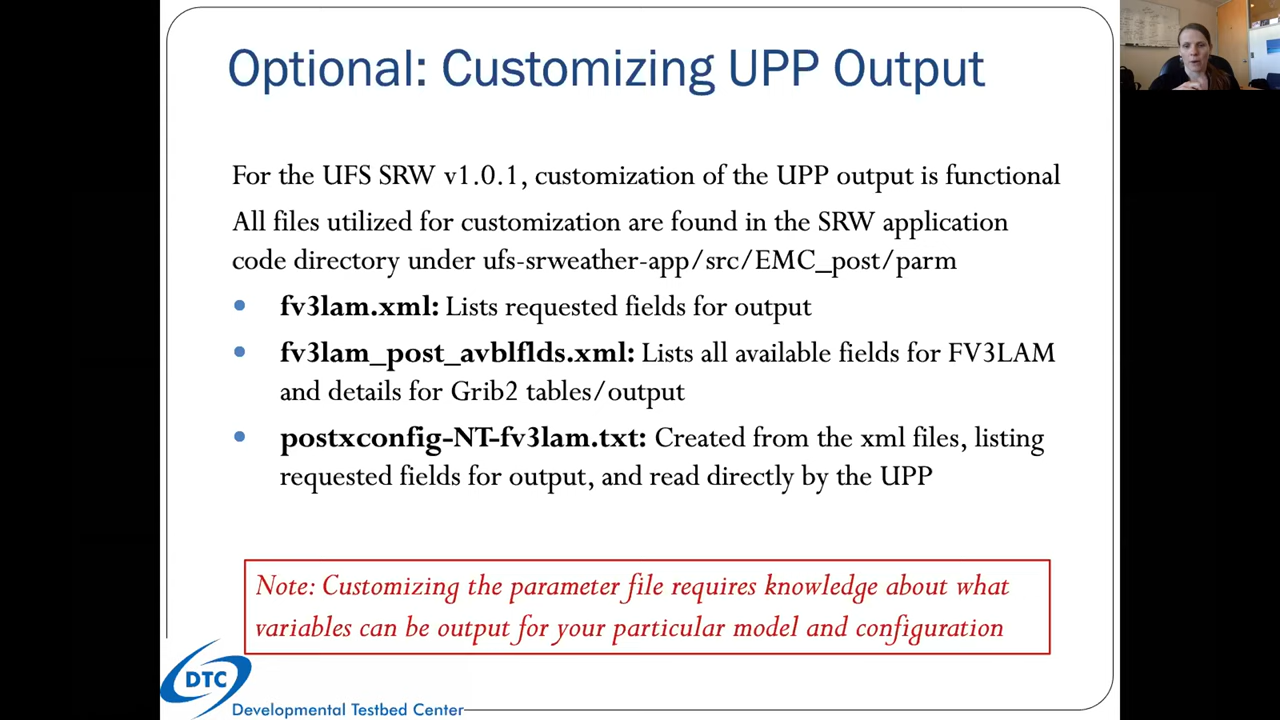 Optional: Customizing UPP Output
For the UFS SRW v1.0.1, customization of the UPP output is functional
All files utilized for customization are found in the SRW application
code directory under ufs-srweather-app/src/EMC_post/parm
• fv3lam.xml: Lists requested fields for output
• fv3lam_post_avblflds.xml: Lists all available fields for FV3LAM
and details for Grib2 tables/output
• postxconfig-NT-fv3lam.txt: Created from the xml files, listing
requested fields for output, and read directly by the UPP
Note: Customizing the parameter file requires knowledge about what
variables can be output for your particular model and configuration
DTC
Developmental Testbed Center